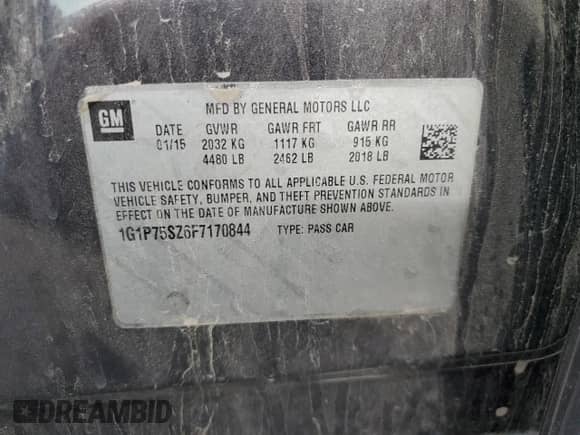 GM
MFD BY GENERAL MOTORS LLC
DATE GVWR GAWR FRT GAWR RR
01/15 2032 KG 1117 KG 915 KG
4480 LB 2462 LB 2018 LB
THIS VEHICLE CONFORMS TO ALL APPLICABLE U.S. FEDERAL MOTOR
VEHICLE SAFETY, BUMPER, AND THEFT PREVENTION STANDARDS IN
EFFECT ON THE DATE OF MANUFACTURE SHOWN ABOVE.
1G1P75SZ6F7170844 TYPE: PASS CAR
DREAMBID